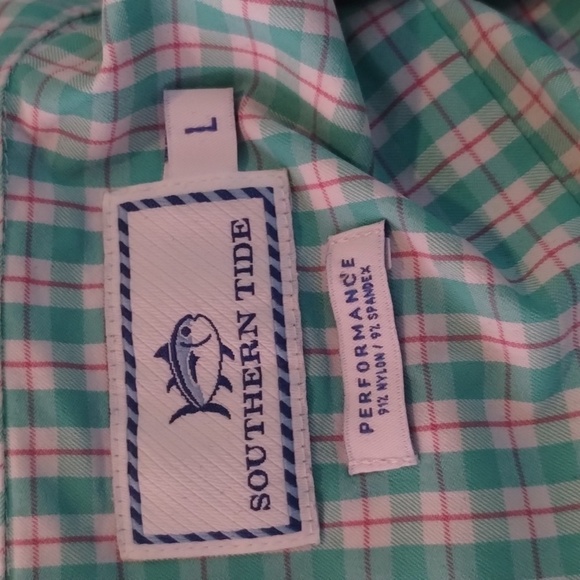 L
SOUTHERN TIDE
PERFORMANCE
91% NYLON / 9% SPANDEX